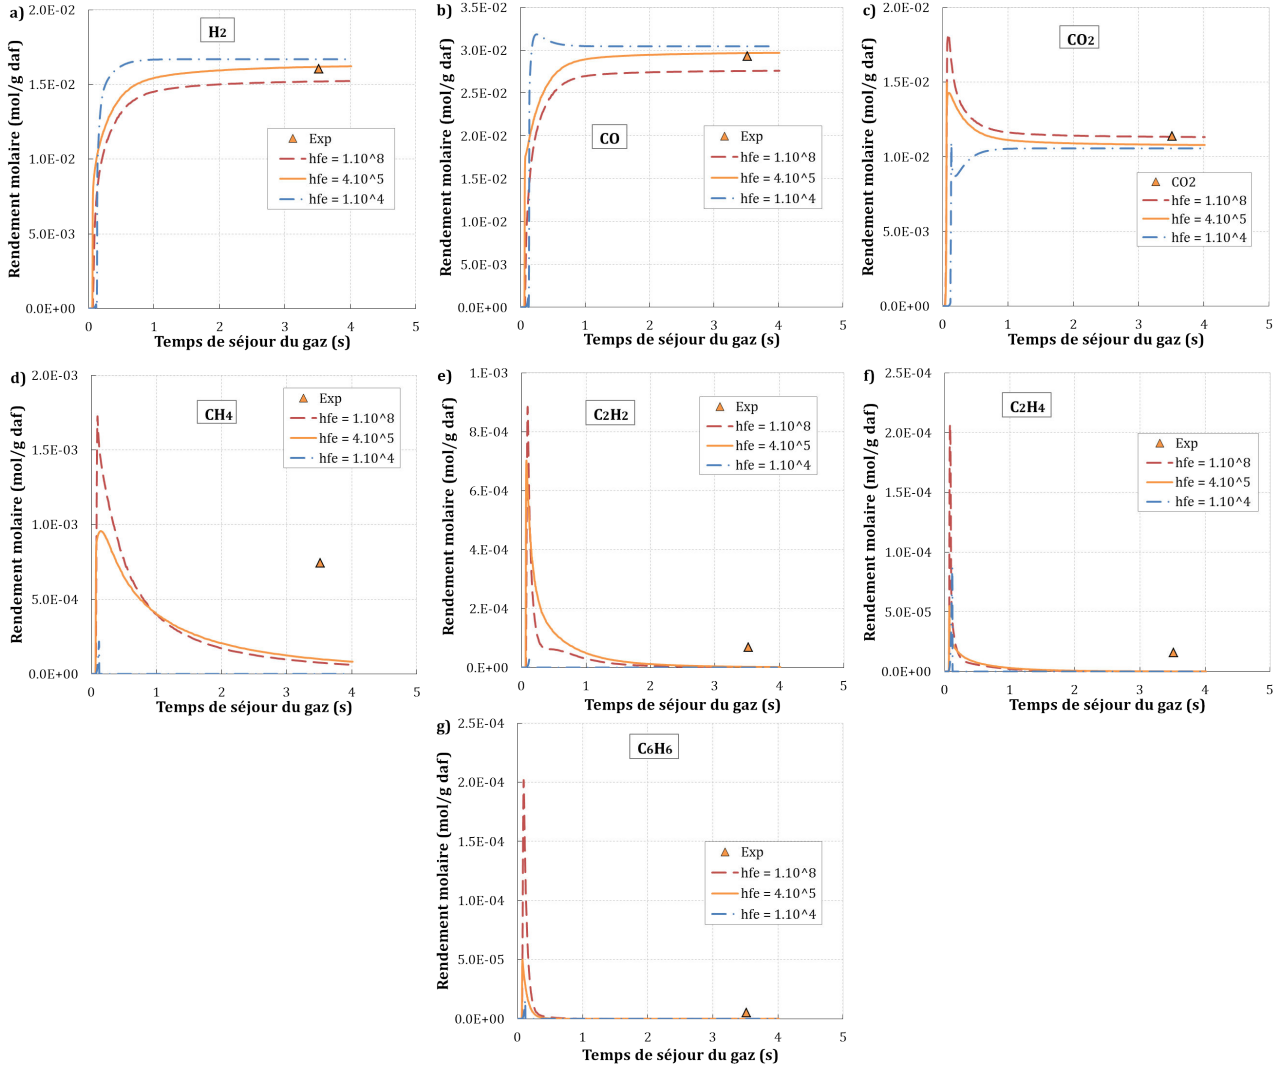 a)
H2
Rendement molaire (mol/g daf)
2.0E-02
1.5E-02
1.0E-02
5.0E-03
0.0E+00
Exp
hfe = 1.10^8
hfe = 4.10^5
hfe = 1.10^4
0 1 2 3 4 5
Temps de séjour du gaz (s)
b)
CO
Rendement molaire (mol/g daf)
3.5E-02
3.0E-02
2.5E-02
2.0E-02
1.5E-02
1.0E-02
5.0E-03
0.0E+00
Exp
hfe = 1.10^8
hfe = 4.10^5
hfe = 1.10^4
0 1 2 3 4 5
Temps de séjour du gaz (s)
c)
CO2
Rendement molaire (mol/g daf)
2.0E-02
1.5E-02
1.0E-02
5.0E-03
0.0E+00
CO2
hfe = 1.10^8
hfe = 4.10^5
hfe = 1.10^4
0 1 2 3 4 5
Temps de séjour du gaz (s)
d)
CH4
Rendement molaire (mol/g daf)
2.0E-03
1.5E-03
1.0E-03
5.0E-04
0.0E+00
Exp
hfe = 1.10^8
hfe = 4.10^5
hfe = 1.10^4
0 1 2 3 4 5
Temps de séjour du gaz (s)
e)
C2H2
Rendement molaire (mol/g daf)
1.E-03
8.E-04
6.E-04
4.E-04
2.E-04
0.E+00
Exp
hfe = 1.10^8
hfe = 4.10^5
hfe = 1.10^4
0 1 2 3 4 5
Temps de séjour du gaz (s)
f)
C2H4
Rendement molaire (mol/g daf)
2.5E-04
2.0E-04
1.5E-04
1.0E-04
5.0E-05
0.0E+00
Exp
hfe = 1.10^8
hfe = 4.10^5
hfe = 1.10^4
0 1 2 3 4 5
Temps de séjour du gaz (s)
g)
C6H6
Rendement molaire (mol/g daf)
2.5E-04
2.0E-04
1.5E-04
1.0E-04
5.0E-05
0.0E+00
Exp
hfe = 1.10^8
hfe = 4.10^5
hfe = 1.10^4
0 1 2 3 4 5
Temps de séjour du gaz (s)